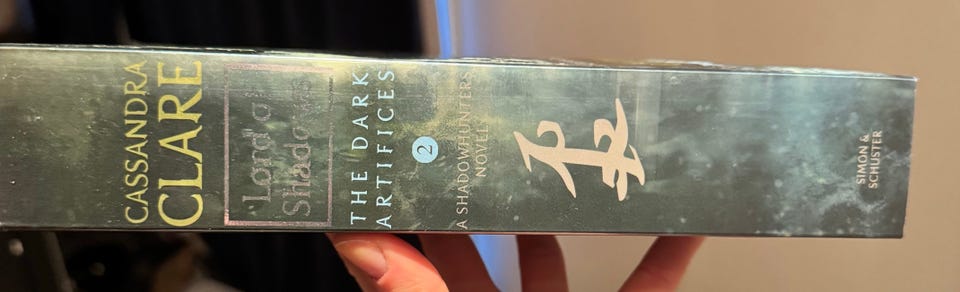 CASSANDRA
CLARE
Lord of
Shadows
THE DARK
ARTIFICES
2
A SHADOWHUNTERS
NOVEL
SIMON &
SCHUSTER